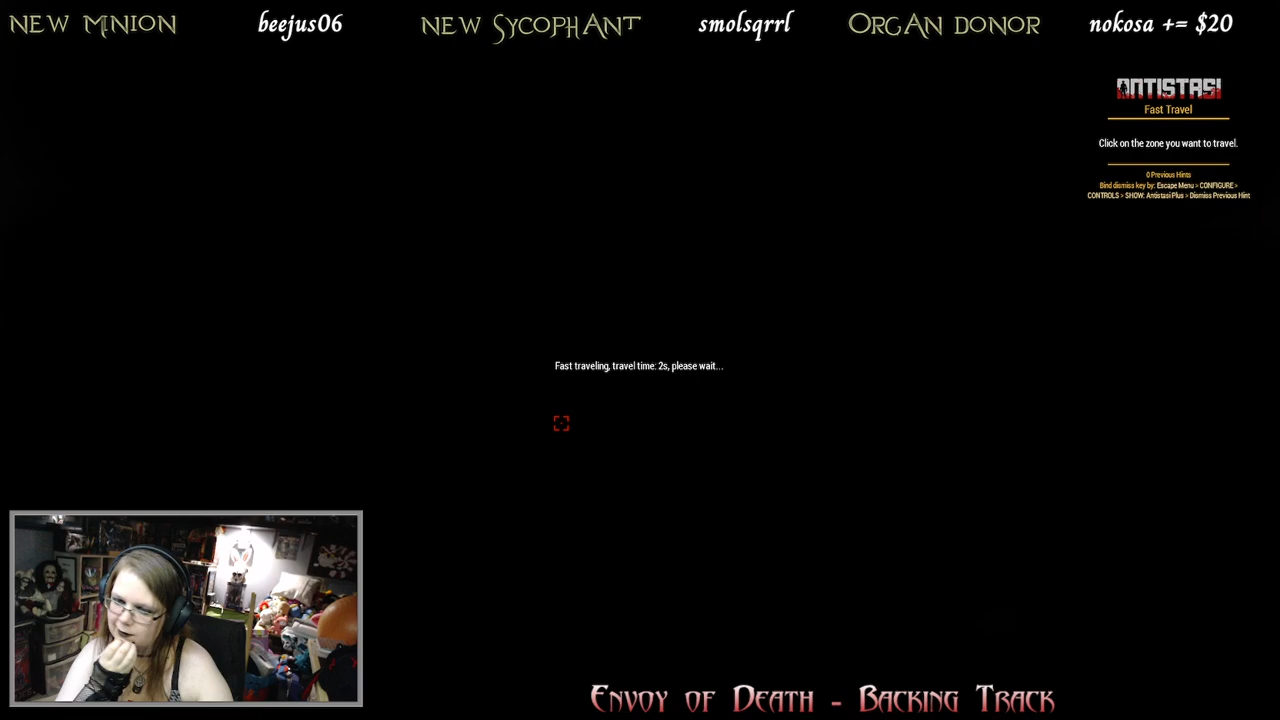 NEW MINION beejus06 NEW SYCOPHANT smolsqrrl ORGAN DONOR nokosa += $20
ANTISTASI
Fast Travel
Click on the zone you want to travel.
0 Previous Hints
Bind dismiss key by: Escape Menu > CONFIGURE >
CONTROLS > SHOW: Antistasi Plus > Dismiss Previous Hint
Fast traveling, travel time: 2s, please wait...
ENVOY OF DEATH - BACKING TRACK